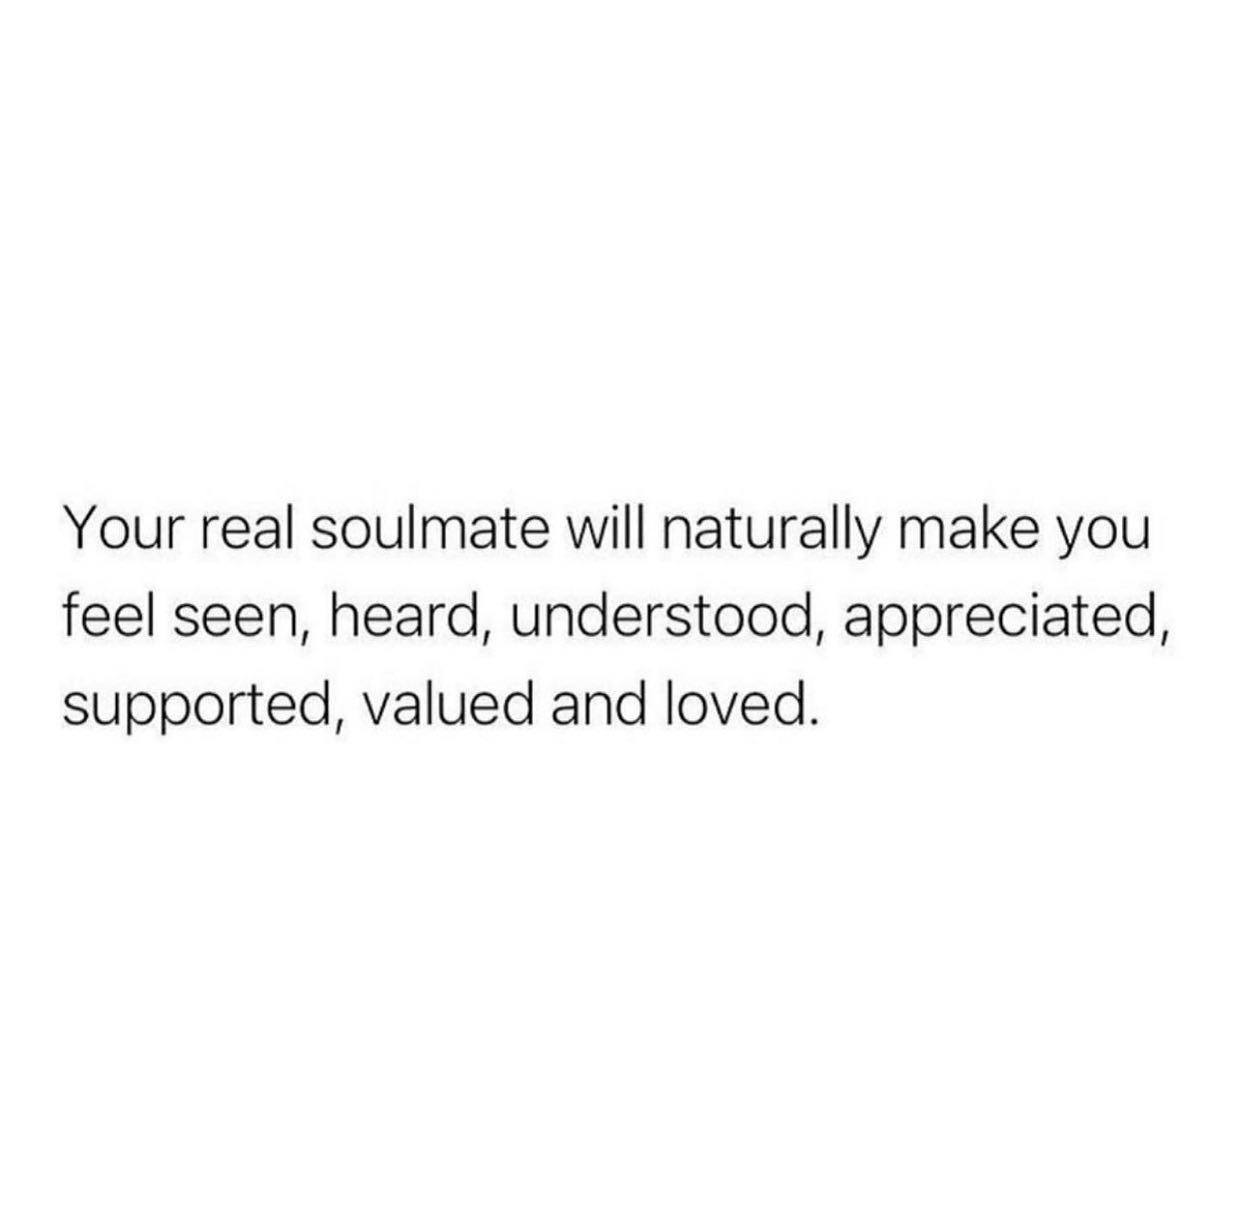 Your real soulmate will naturally make you
feel seen, heard, understood, appreciated,
supported, valued and loved.